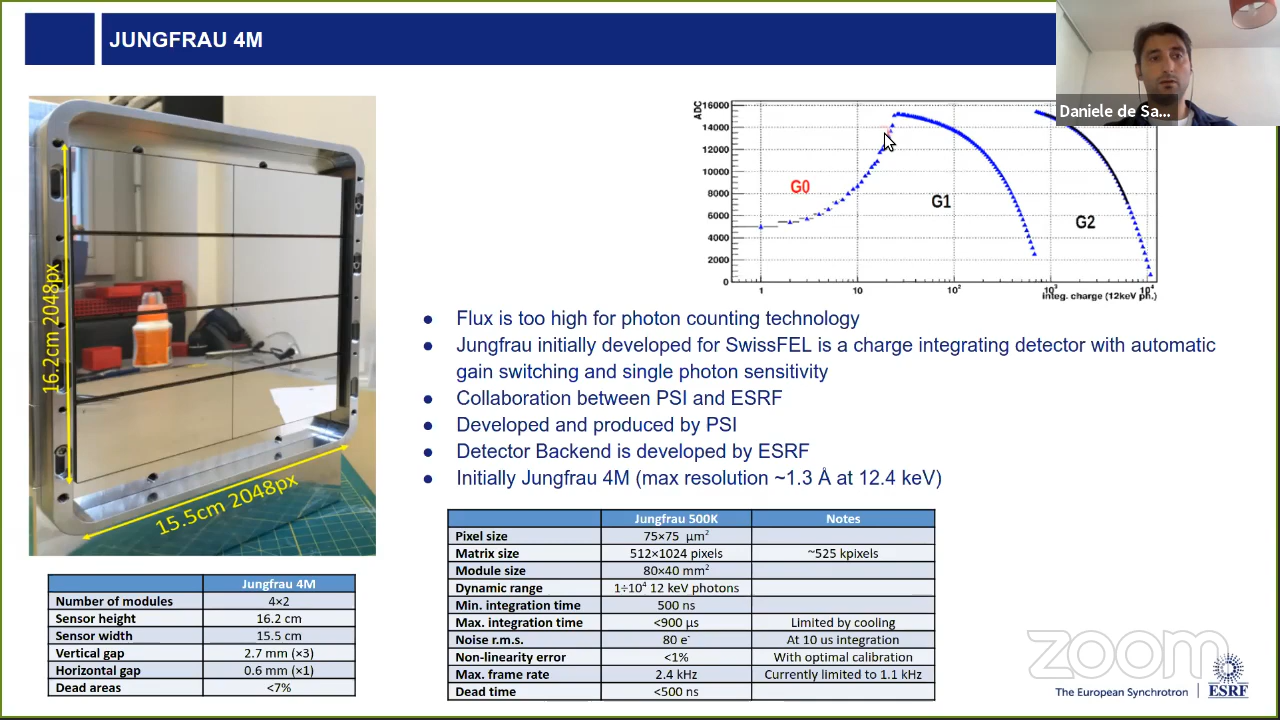 JUNGFRAU 4M
Daniele de Sa...
16.2cm 2048px
15.5cm 2048px
ADC
16000
14000
12000
10000
8000
6000
4000
2000
0
G0
G1
G2
1
10
10²
10³
10⁴
integ. charge (12keV ph.)
● Flux is too high for photon counting technology
● Jungfrau initially developed for SwissFEL is a charge integrating detector with automatic
gain switching and single photon sensitivity
● Collaboration between PSI and ESRF
● Developed and produced by PSI
● Detector Backend is developed by ESRF
● Initially Jungfrau 4M (max resolution ~1.3 Å at 12.4 keV)
Jungfrau 4M
Number of modules 4×2
Sensor height 16.2 cm
Sensor width 15.5 cm
Vertical gap 2.7 mm (×3)
Horizontal gap 0.6 mm (×1)
Dead areas <7%
Jungfrau 500K Notes
Pixel size 75×75 μm²
Matrix size 512×1024 pixels ~525 kpixels
Module size 80×40 mm²
Dynamic range 1÷10⁴ 12 keV photons
Min. integration time 500 ns
Max. integration time <900 μs Limited by cooling
Noise r.m.s. 80 e⁻ At 10 us integration
Non-linearity error <1% With optimal calibration
Max. frame rate 2.4 kHz Currently limited to 1.1 kHz
Dead time <500 ns
zoom
The European Synchrotron | ESRF